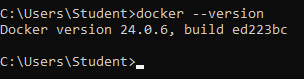 C:\Users\Student>docker --version
Docker version 24.0.6, build ed223bc
C:\Users\Student>